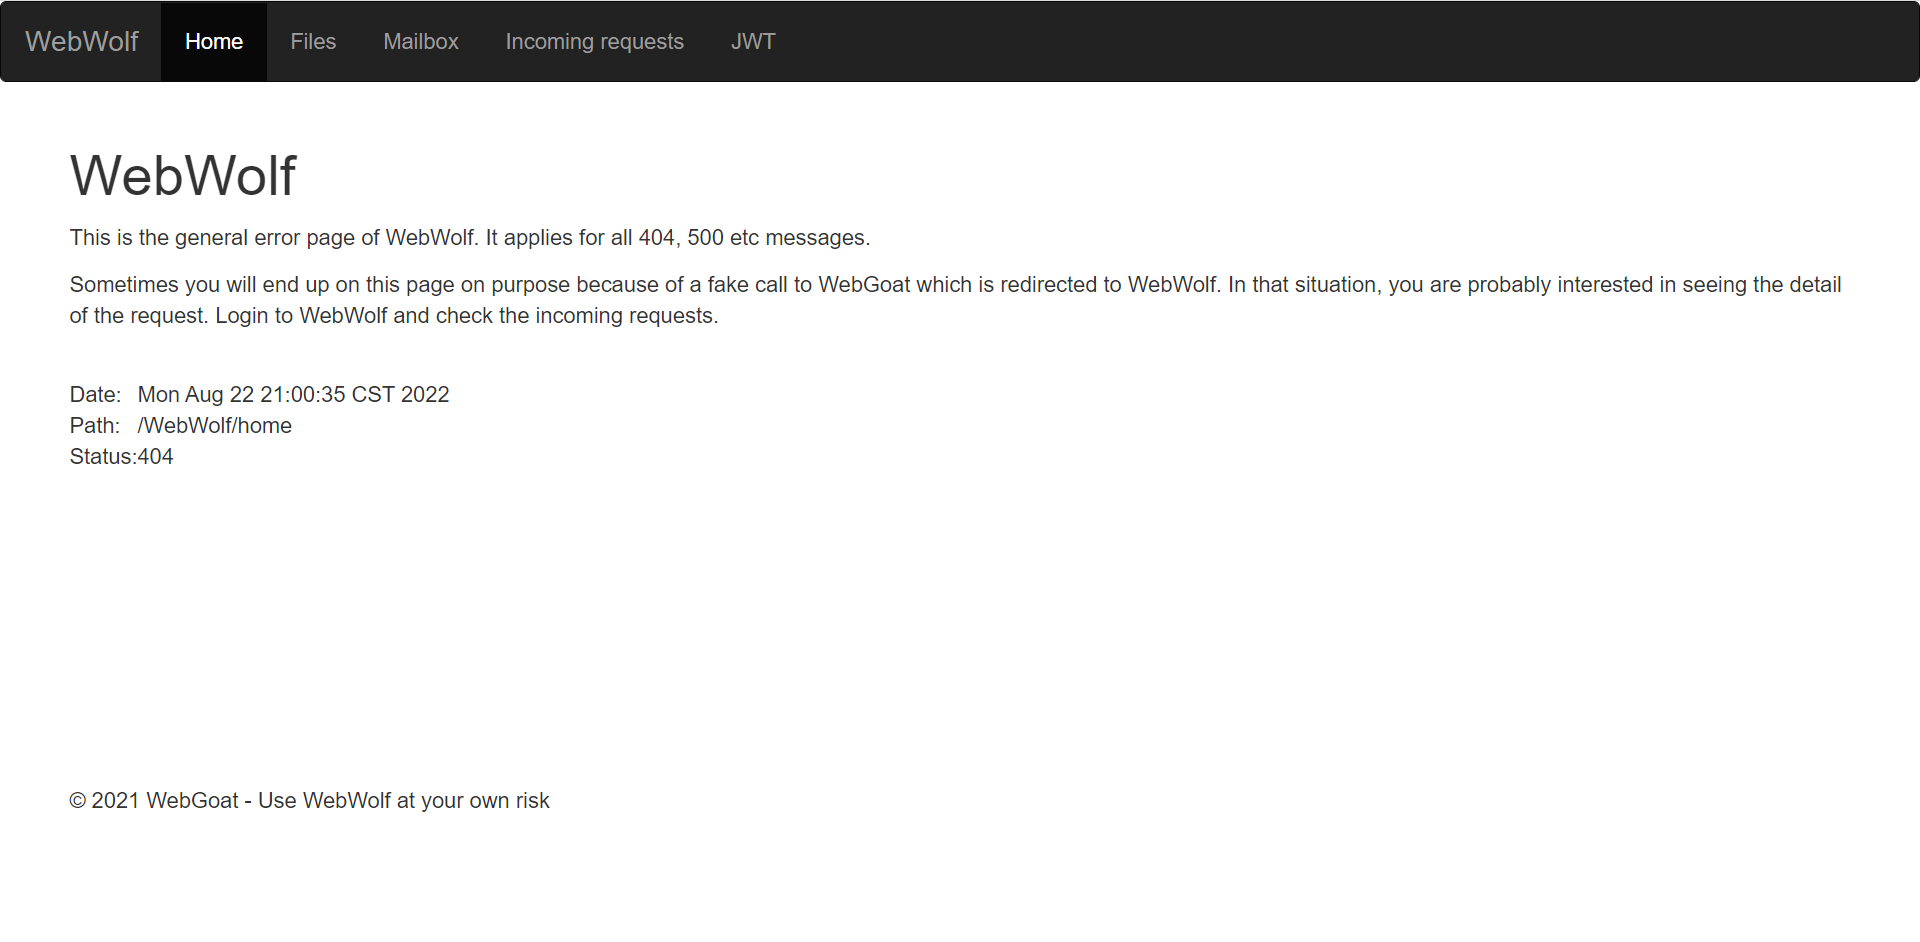 WebWolf Home Files Mailbox Incoming requests JWT
WebWolf
This is the general error page of WebWolf. It applies for all 404, 500 etc messages.
Sometimes you will end up on this page on purpose because of a fake call to WebGoat which is redirected to WebWolf. In that situation, you are probably interested in seeing the detail
of the request. Login to WebWolf and check the incoming requests.
Date: Mon Aug 22 21:00:35 CST 2022
Path: /WebWolf/home
Status:404
© 2021 WebGoat - Use WebWolf at your own risk